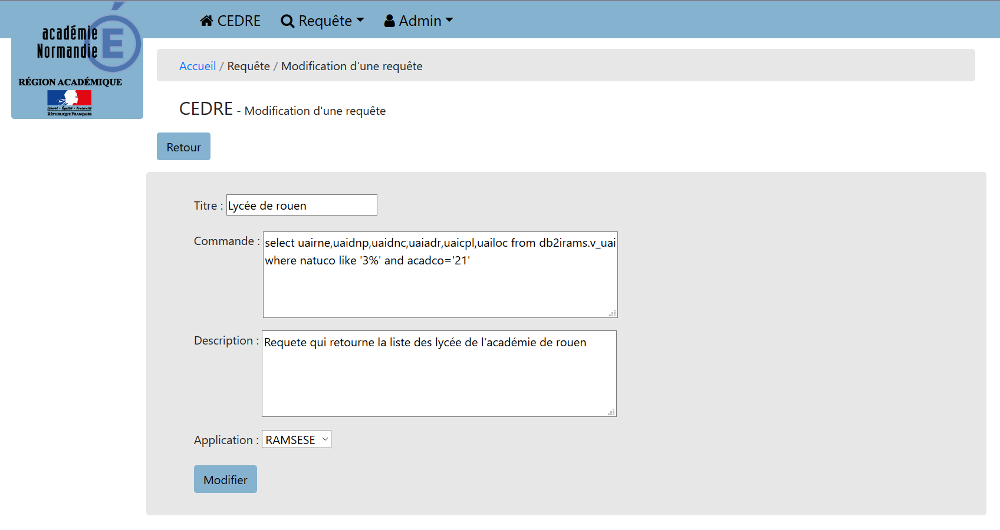 CEDRE Requête Admin
académie
Normandie
É
RÉGION ACADÉMIQUE
Liberté • Égalité • Fraternité
RÉPUBLIQUE FRANÇAISE
Accueil / Requête / Modification d'une requête
CEDRE - Modification d'une requête
Retour
Titre : Lycée de rouen
Commande : select uairne,uaidnp,uaidnc,uaiadr,uaicpl,uailoc from db2irams.v_uai
where natuco like '3%' and acadco='21'
Description : Requete qui retourne la liste des lycée de l'académie de rouen
Application : RAMSESE
Modifier